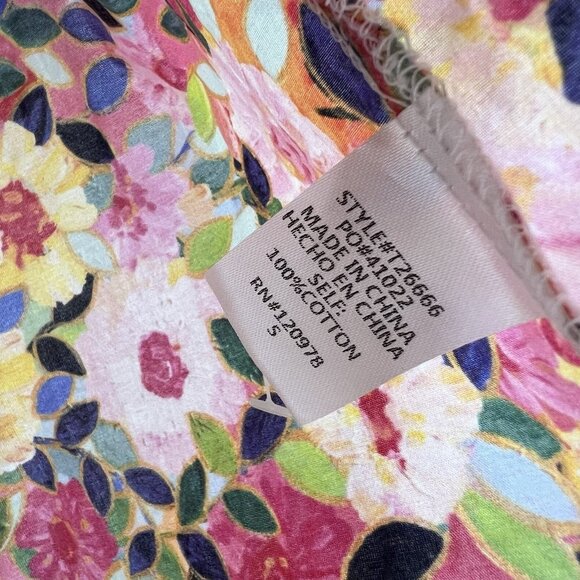 STYLE#T26666
PO#41022
MADE IN CHINA
HECHO EN CHINA
SELF:
100%COTTON
RN#120978
S